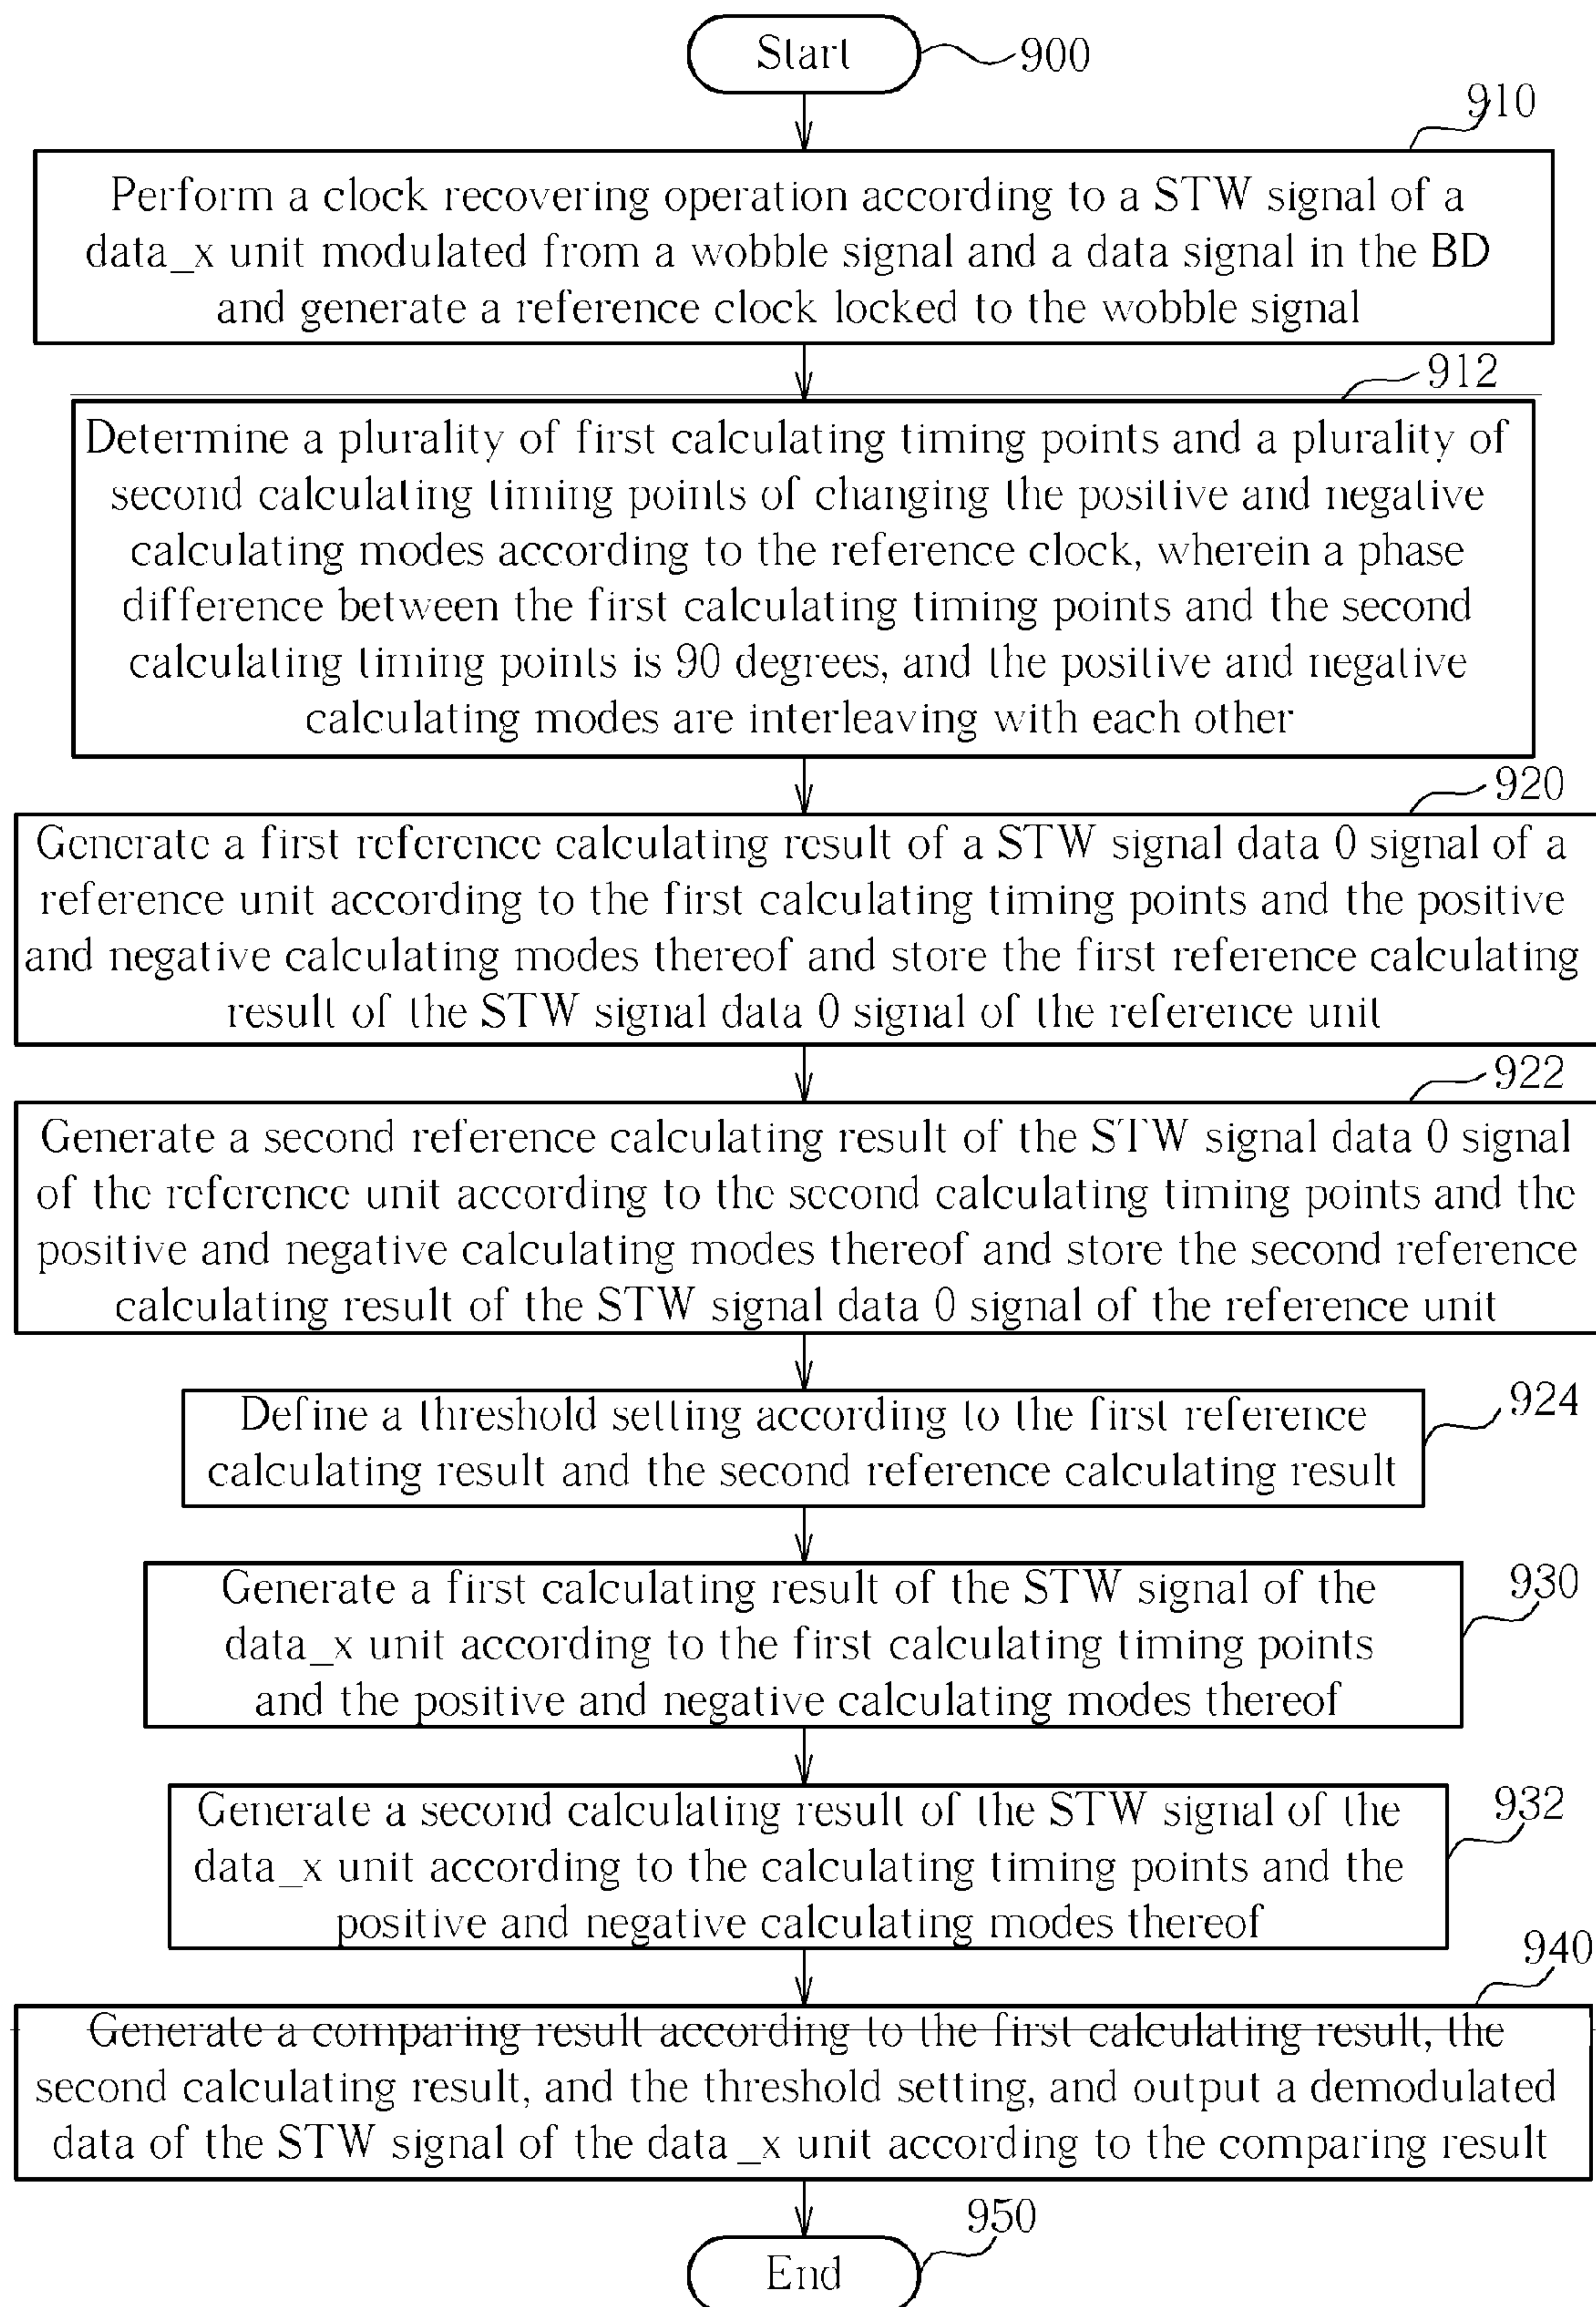 Start
900
910
Perform a clock recovering operation according to a STW signal of a
data_x unit modulated from a wobble signal and a data signal in the BD
and generate a reference clock locked to the wobble signal
912
Determine a plurality of first calculating timing points and a plurality of
second calculating timing points of changing the positive and negative
calculating modes according to the reference clock, wherein a phase
difference between the first calculating timing points and the second
calculating timing points is 90 degrees, and the positive and negative
calculating modes are interleaving with each other
920
Generate a first reference calculating result of a STW signal data 0 signal of a
reference unit according to the first calculating timing points and the positive
and negative calculating modes thereof and store the first reference calculating
result of the STW signal data 0 signal of the reference unit
922
Generate a second reference calculating result of the STW signal data 0 signal
of the reference unit according to the second calculating timing points and the
positive and negative calculating modes thereof and store the second reference
calculating result of the STW signal data 0 signal of the reference unit
924
Define a threshold setting according to the first reference
calculating result and the second reference calculating result
930
Generate a first calculating result of the STW signal of the
data_x unit according to the first calculating timing points
and the positive and negative calculating modes thereof
932
Generate a second calculating result of the STW signal of the
data_x unit according to the calculating timing points and the
positive and negative calculating modes thereof
940
Generate a comparing result according to the first calculating result, the
second calculating result, and the threshold setting, and output a demodulated
data of the STW signal of the data_x unit according to the comparing result
950
End